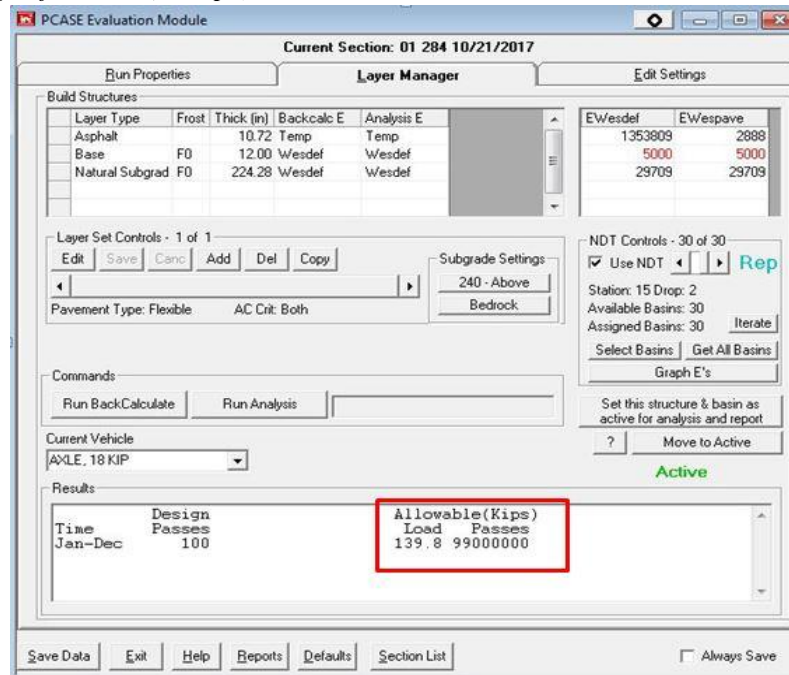 PCASE Evaluation Module
Current Section: 01 284 10/21/2017
Run Properties Layer Manager Edit Settings
Build Structures
Layer Type Frost Thick (in) Backcalc E Analysis E EWesdef EWespave
Asphalt 10.72 Temp Temp 1353809 2888
Base F0 12.00 Wesdef Wesdef 5000 5000
Natural Subgrad F0 224.28 Wesdef Wesdef 29709 29709
Layer Set Controls - 1 of 1
Edit Save Canc Add Del Copy
Subgrade Settings
240 - Above
Bedrock
Pavement Type: Flexible AC Crit: Both
NDT Controls - 30 of 30
Use NDT Rep
Station: 15 Drop: 2
Available Basins: 30
Assigned Basins: 30 Iterate
Select Basins Get All Basins
Graph E's
Commands
Run BackCalculate Run Analysis
Set this structure & basin as
active for analysis and report
? Move to Active
Active
Current Vehicle
AXLE, 18 KIP
Results
Design Allowable(Kips)
Time Passes Load Passes
Jan-Dec 100 139.8 99000000
Save Data Exit Help Reports Defaults Section List Always Save